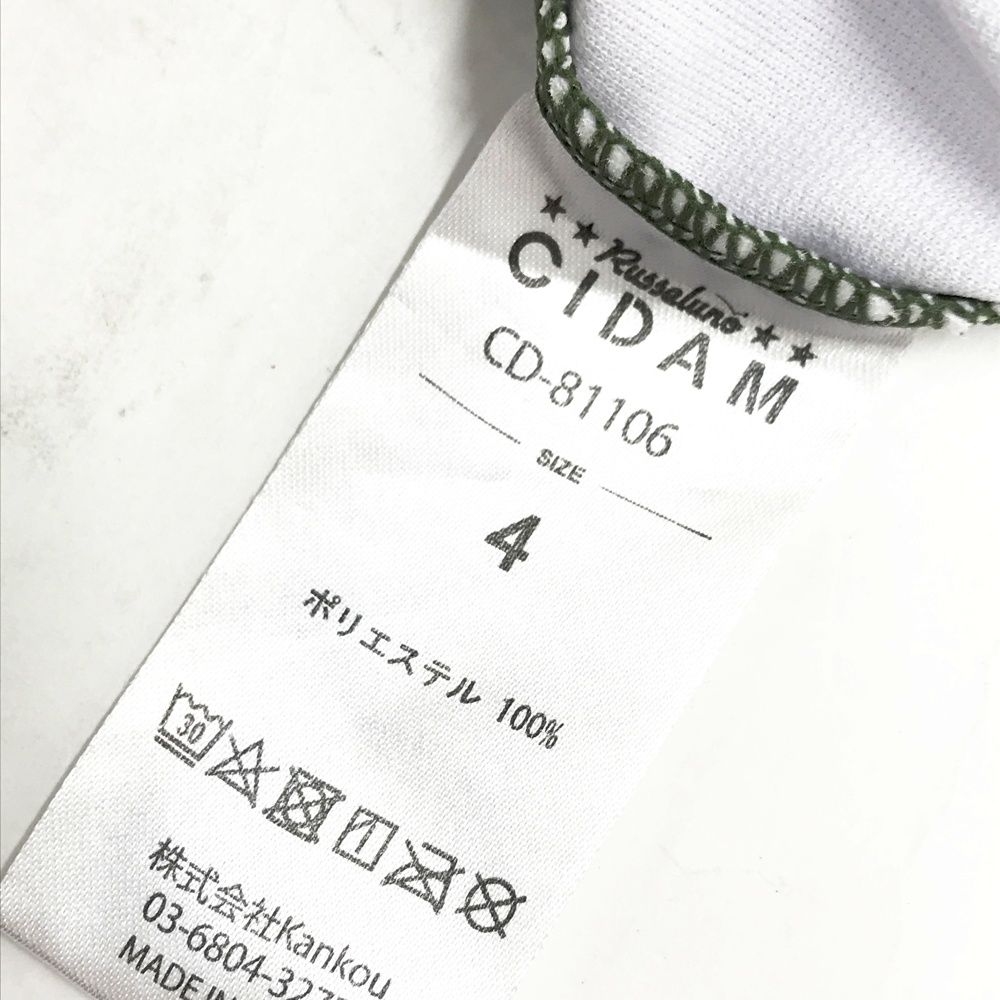 ★★ Russaluno ★★
CIDAM
CD-81106
SIZE
4
ポリエステル 100%
30
株式会社Kankou
03-6804-327
MADE IN